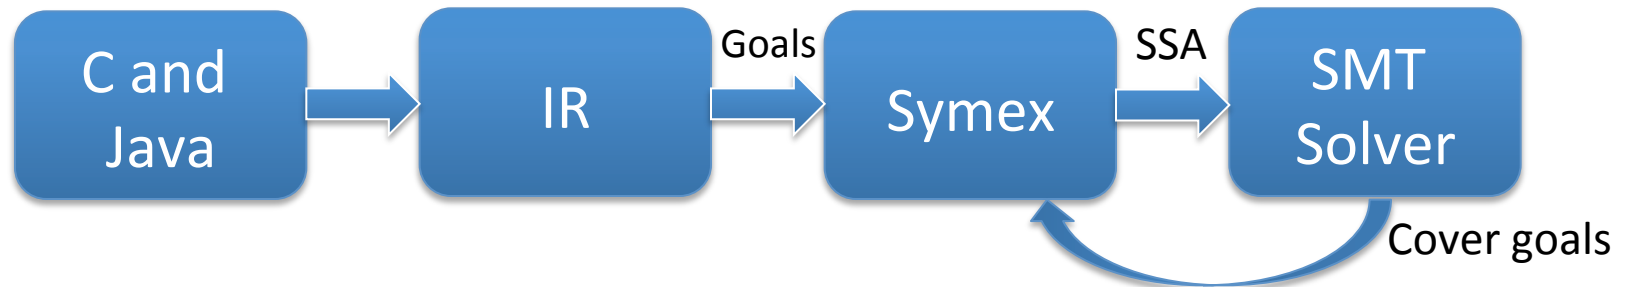 C and
Java
IR
Goals
Symex
SSA
SMT
Solver
Cover goals